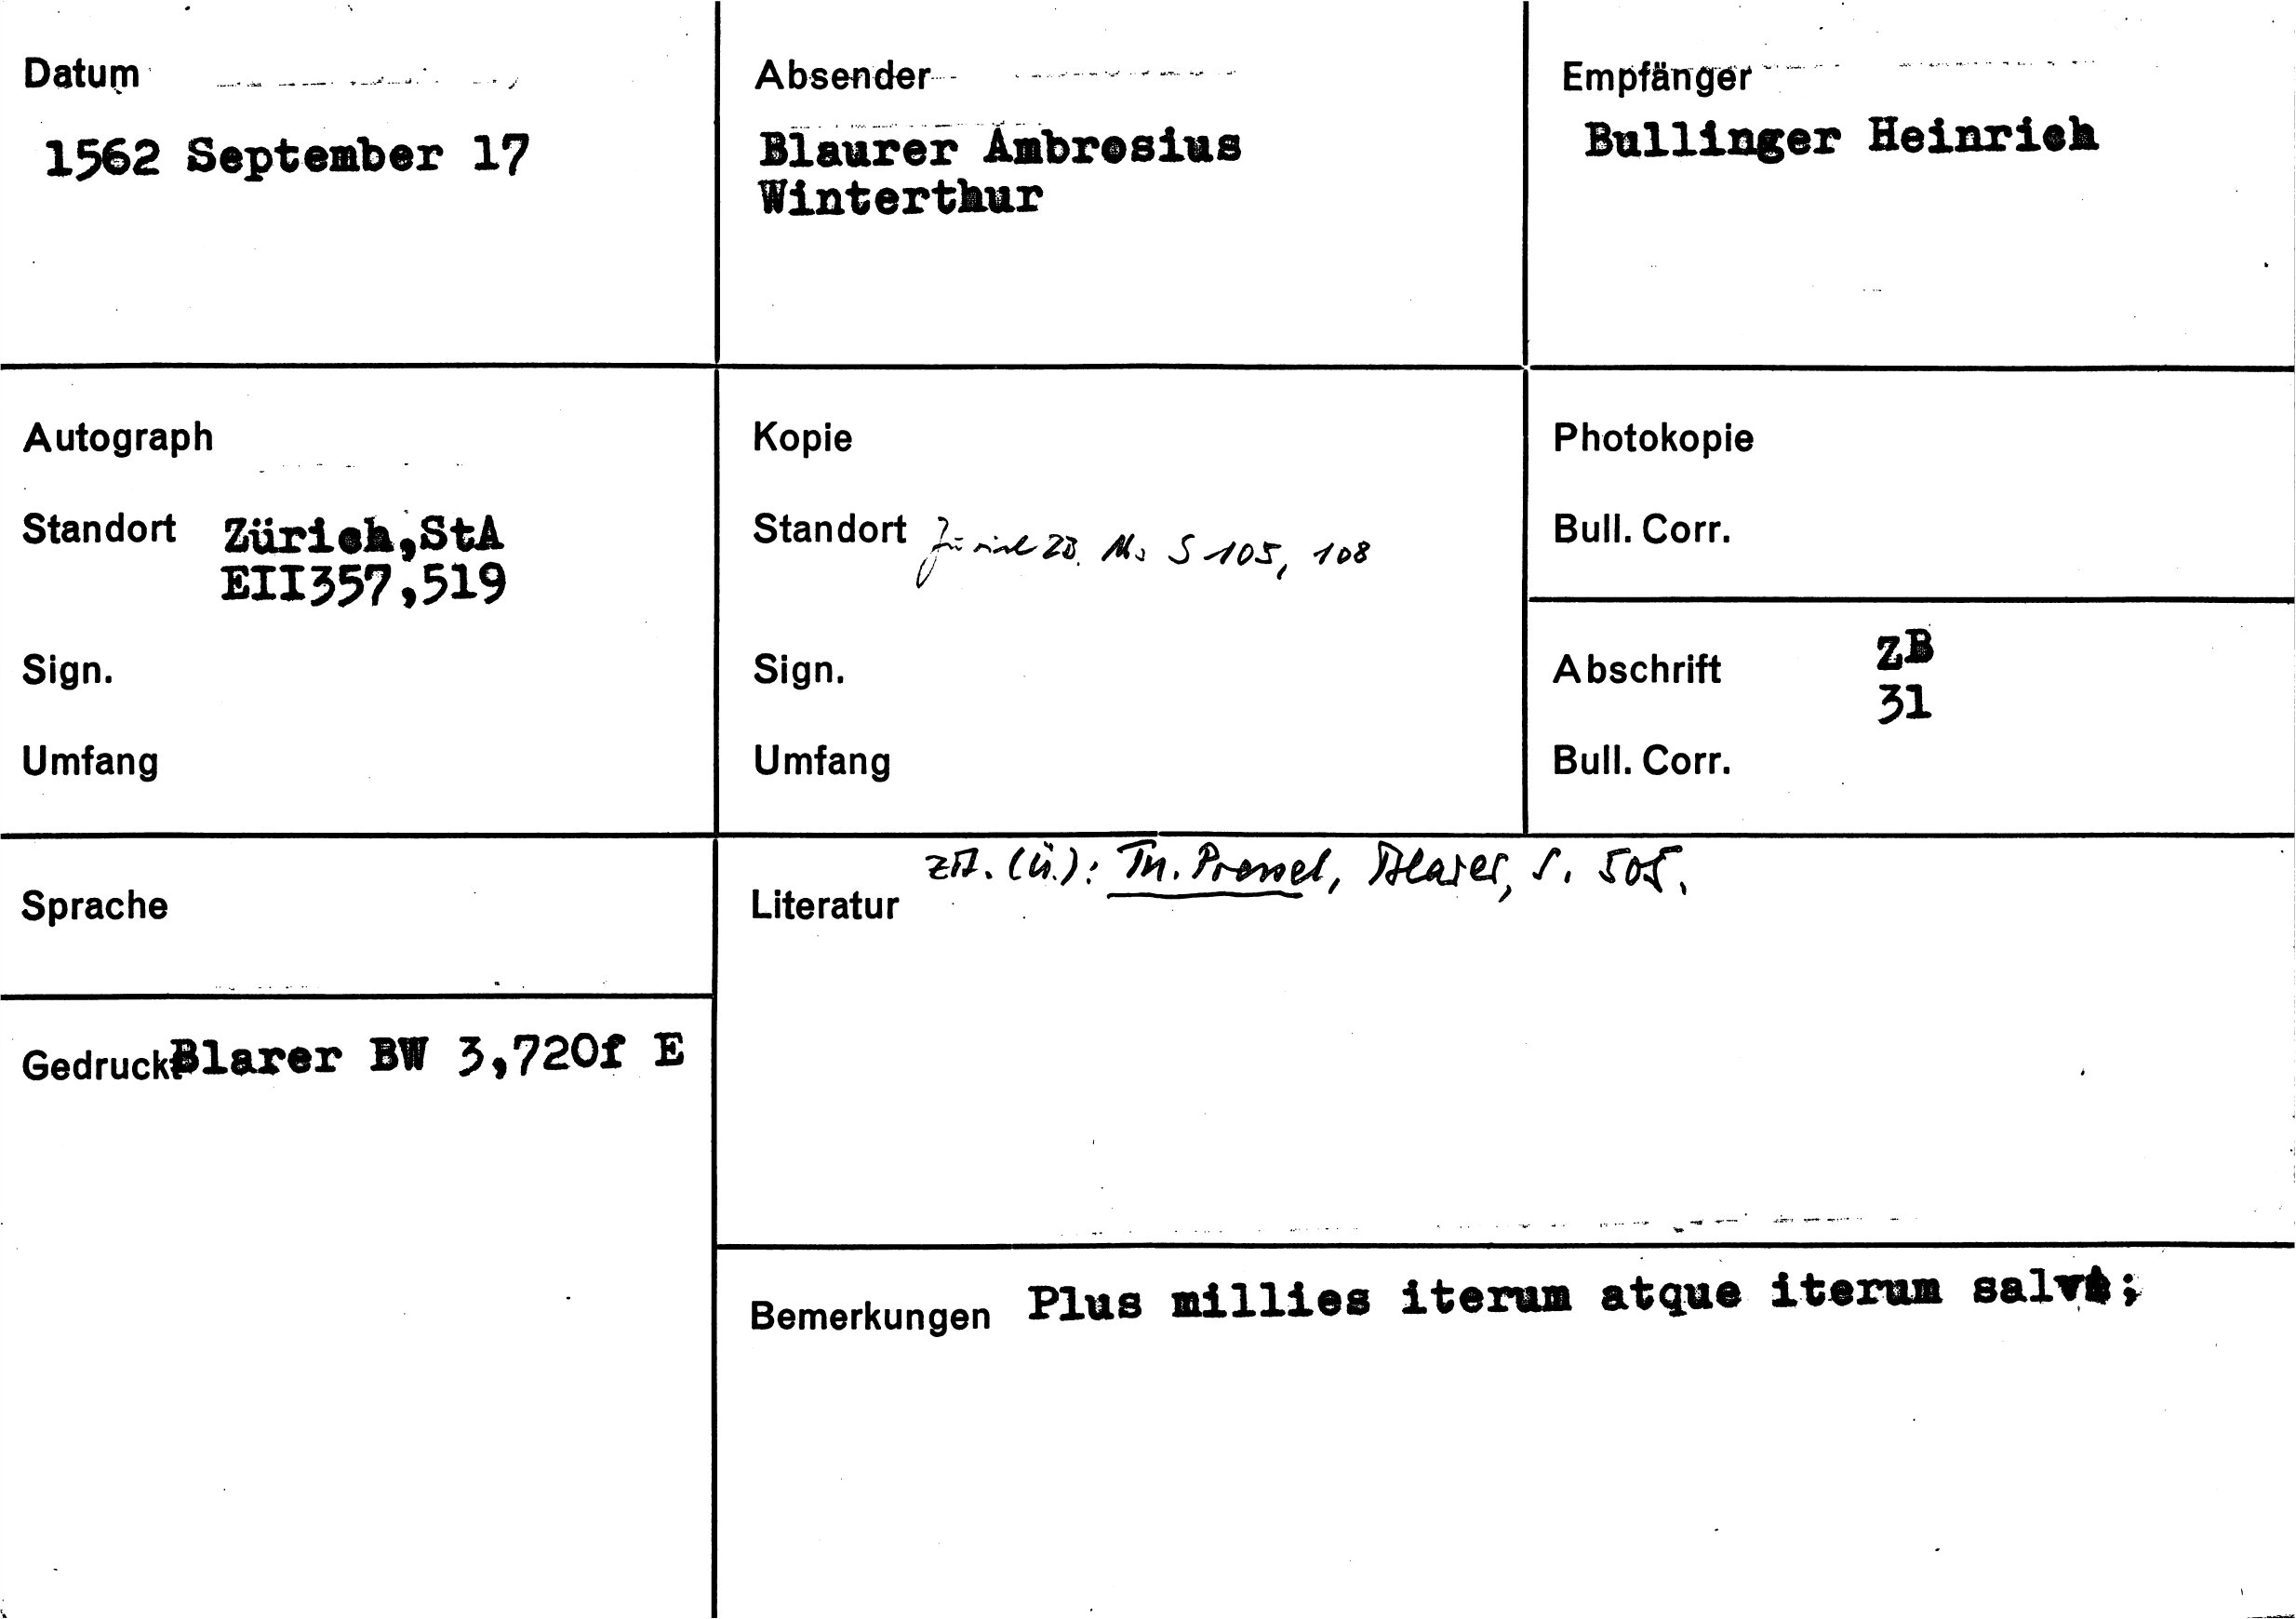 Datum
1562 September 17
Absender
Blaurer Ambrosius
Winterthur
Empfänger
Bullinger Heinrich
Autograph
Standort Zürich,StA
EII357,519
Sign.
Umfang
Kopie
Standort Zürich ZB. Ms S 105, 108
Sign.
Umfang
Photokopie
Bull. Corr.
Abschrift ZB
31
Bull. Corr.
Sprache
Gedruckt Blarer BW 3,720f E
zit. (ü.): Th. Pressel, Blarer, S. 505.
Literatur
Bemerkungen Plus millies iterum atque iterum salve;